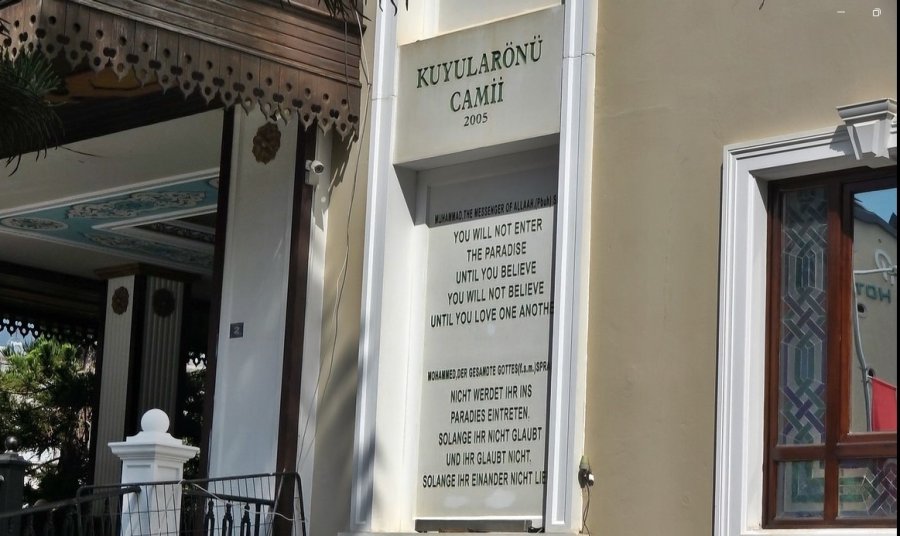 KUYULARÖNÜ
CAMİİ
2005
MUHAMMAD,THE MESSENGER OF ALLAAH,(Pbuh)
YOU WILL NOT ENTER
THE PARADISE
UNTIL YOU BELIEVE
YOU WILL NOT BELIEVE
UNTIL YOU LOVE ONE ANOTHE
MOHAMMED,DER GESANDTE GOTTES(f.s.m.)SPRA
NICHT WERDET IHR INS
PARADIES EINTRETEN.
SOLANGE IHR NICHT GLAUBT
UND IHR GLAUBT NICHT.
SOLANGE IHR EINANDER NICHT LIE